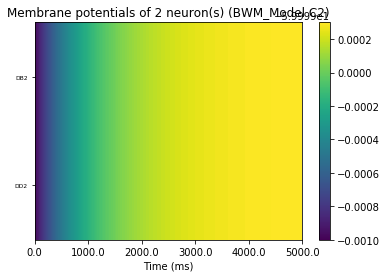 Membrane potentials of 2 neuron(s) (BWM_Model C2)
DB2
DD2
0.0 1000.0 2000.0 3000.0 4000.0 5000.0
Time (ms)
0.0002
0.0000
−0.0002
−0.0004
−0.0006
−0.0008
−0.0010